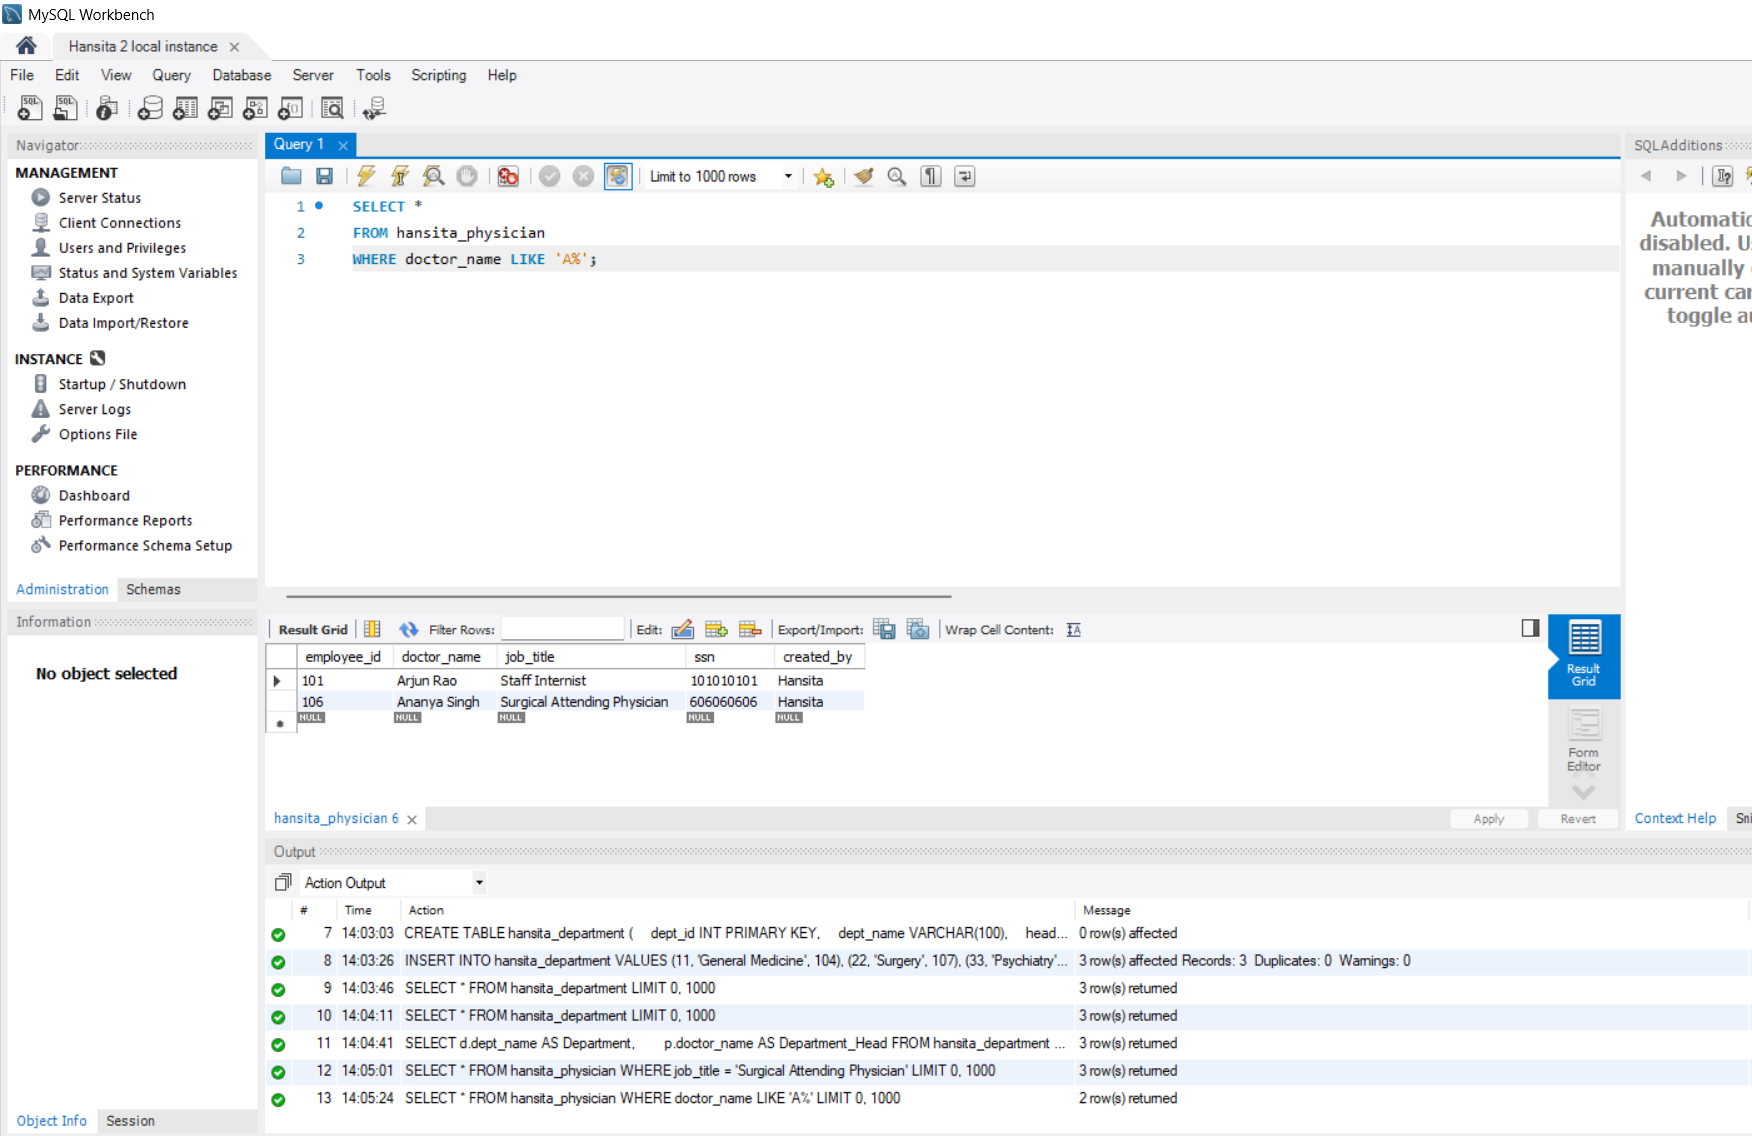 MySQL Workbench
Hansita 2 local instance
File Edit View Query Database Server Tools Scripting Help
Navigator
MANAGEMENT
Server Status
Client Connections
Users and Privileges
Status and System Variables
Data Export
Data Import/Restore
INSTANCE
Startup / Shutdown
Server Logs
Options File
PERFORMANCE
Dashboard
Performance Reports
Performance Schema Setup
Administration Schemas
Information
No object selected
Object Info Session
Query 1
Limit to 1000 rows
1 SELECT *
2 FROM hansita_physician
3 WHERE doctor_name LIKE 'A%';
Result Grid Filter Rows: Edit: Export/Import: Wrap Cell Content:
employee_id doctor_name job_title ssn created_by
101 Arjun Rao Staff Internist 101010101 Hansita
106 Ananya Singh Surgical Attending Physician 606060606 Hansita
NULL NULL NULL NULL NULL
Result
Grid
Form
Editor
hansita_physician 6
Apply Revert
Output
Action Output
# Time Action Message
7 14:03:03 CREATE TABLE hansita_department ( dept_id INT PRIMARY KEY, dept_name VARCHAR(100), head... 0 row(s) affected
8 14:03:26 INSERT INTO hansita_department VALUES (11, 'General Medicine', 104), (22, 'Surgery', 107), (33, 'Psychiatry'... 3 row(s) affected Records: 3 Duplicates: 0 Warnings: 0
9 14:03:46 SELECT * FROM hansita_department LIMIT 0, 1000 3 row(s) returned
10 14:04:11 SELECT * FROM hansita_department LIMIT 0, 1000 3 row(s) returned
11 14:04:41 SELECT d.dept_name AS Department, p.doctor_name AS Department_Head FROM hansita_department ... 3 row(s) returned
12 14:05:01 SELECT * FROM hansita_physician WHERE job_title = 'Surgical Attending Physician' LIMIT 0, 1000 3 row(s) returned
13 14:05:24 SELECT * FROM hansita_physician WHERE doctor_name LIKE 'A%' LIMIT 0, 1000 2 row(s) returned
SQLAdditions
Automatic
disabled. Us
manually
current car
toggle au
Context Help Sni